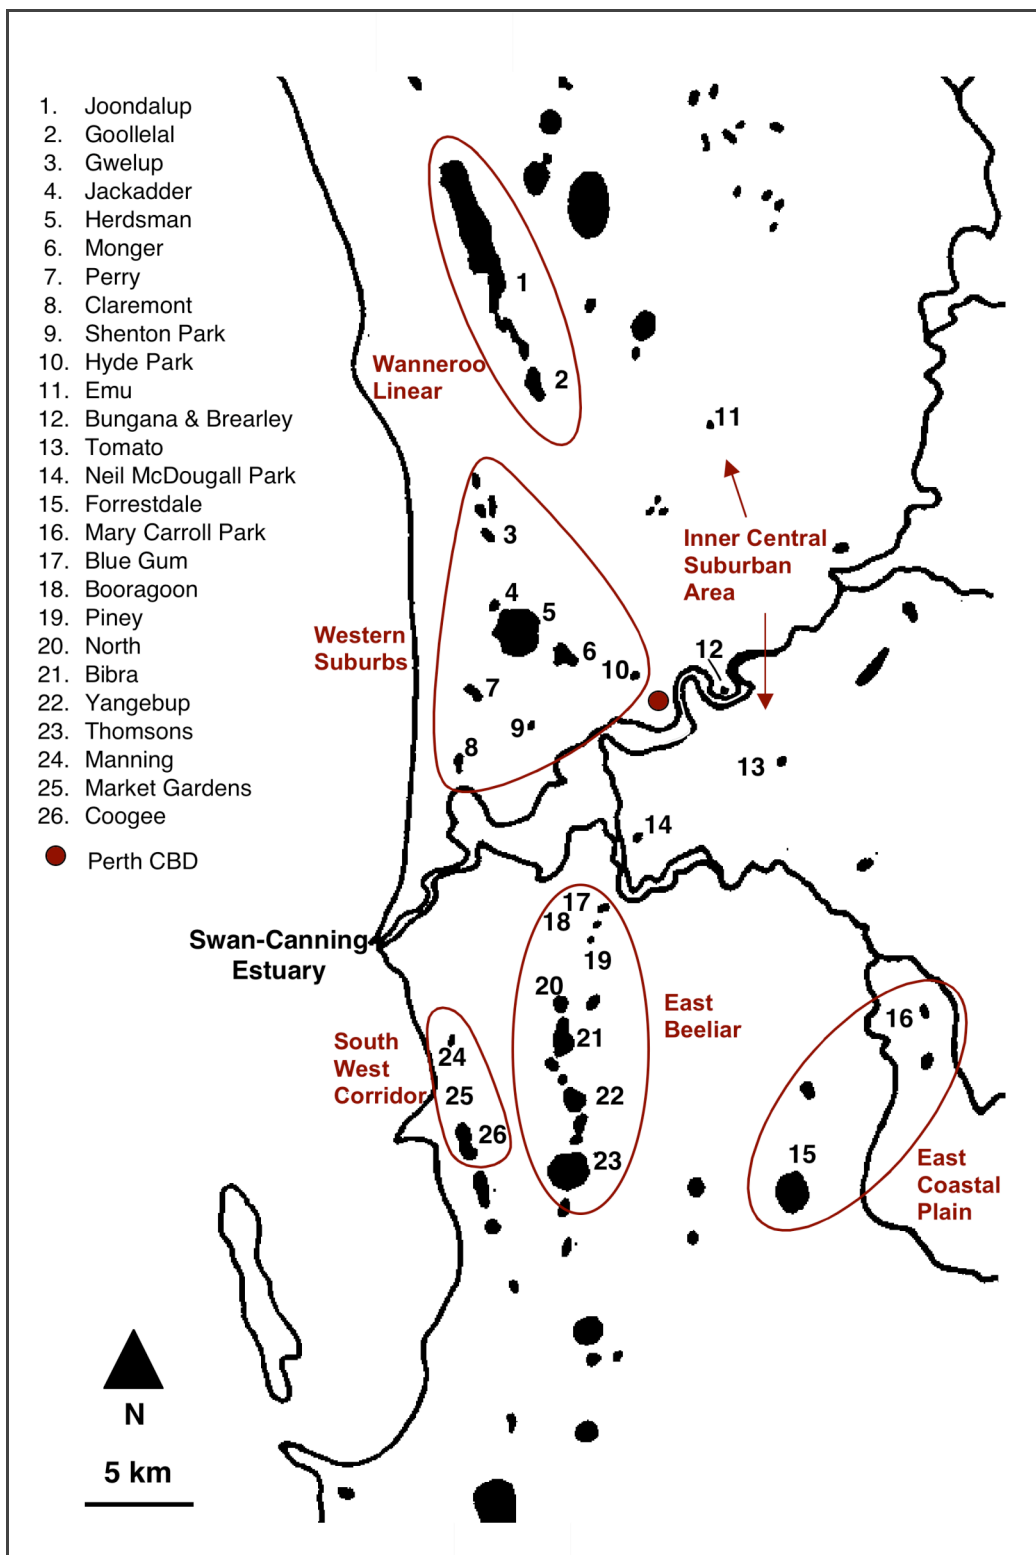 1. Joondalup
2. Goollelal
3. Gwelup
4. Jackadder
5. Herdsman
6. Monger
7. Perry
8. Claremont
9. Shenton Park
10. Hyde Park
11. Emu
12. Bungana & Brearley
13. Tomato
14. Neil McDougall Park
15. Forrestdale
16. Mary Carroll Park
17. Blue Gum
18. Booragoon
19. Piney
20. North
21. Bibra
22. Yangebup
23. Thomsons
24. Manning
25. Market Gardens
26. Coogee
Perth CBD
1
Wanneroo
Linear
2
11
3
Inner Central
Suburban
Area
4
5
Western
Suburbs
6
10
12
7
9
8
13
14
Swan-Canning
Estuary
17
18
19
20
21
22
23
East
Beeliar
16
South
West
Corridor
24
25
26
15
East
Coastal
Plain
N
5 km